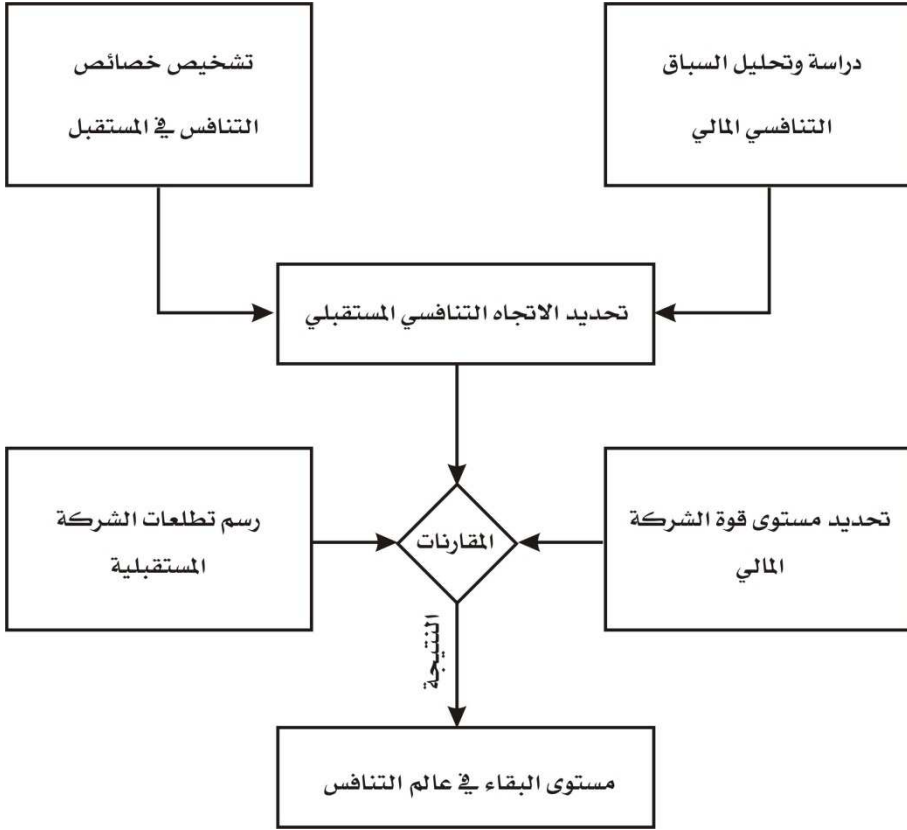 دراسة وتحليل السباق
التنافسي المالي
تشخيص خصائص
التنافس في المستقبل
تحديد الاتجاه التنافسي المستقبلي
تحديد مستوى قوة الشركة
المالي
المقارنات
رسم تطلعات الشركة
المستقبلية
النتيجة
مستوى البقاء في عالم التنافس